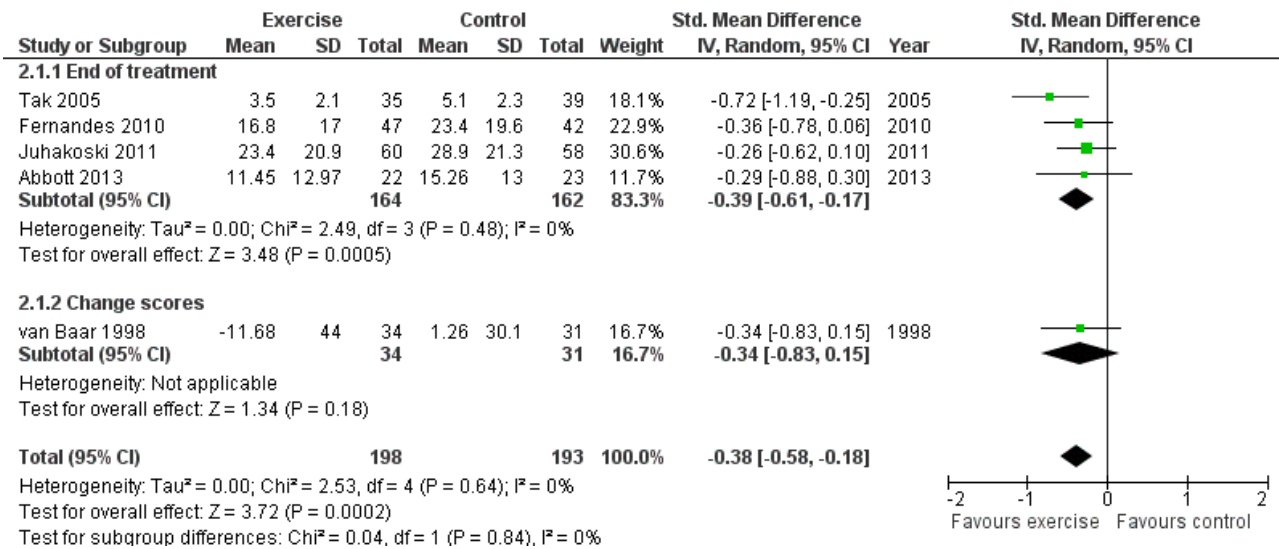 Exercise Control Std. Mean Difference Std. Mean Difference
Study or Subgroup Mean SD Total Mean SD Total Weight IV, Random, 95% CI Year IV, Random, 95% CI
2.1.1 End of treatment
Tak 2005 3.5 2.1 35 5.1 2.3 39 18.1% -0.72 [-1.19, -0.25] 2005
Fernandes 2010 16.8 17 47 23.4 19.6 42 22.9% -0.36 [-0.78, 0.06] 2010
Juhakoski 2011 23.4 20.9 60 28.9 21.3 58 30.6% -0.26 [-0.62, 0.10] 2011
Abbott 2013 11.45 12.97 22 15.26 13 23 11.7% -0.29 [-0.88, 0.30] 2013
Subtotal (95% CI) 164 162 83.3% -0.39 [-0.61, -0.17]
Heterogeneity: Tau² = 0.00; Chi² = 2.49, df = 3 (P = 0.48); I² = 0%
Test for overall effect: Z = 3.48 (P = 0.0005)
2.1.2 Change scores
van Baar 1998 -11.68 44 34 1.26 30.1 31 16.7% -0.34 [-0.83, 0.15] 1998
Subtotal (95% CI) 34 31 16.7% -0.34 [-0.83, 0.15]
Heterogeneity: Not applicable
Test for overall effect: Z = 1.34 (P = 0.18)
Total (95% CI) 198 193 100.0% -0.38 [-0.58, -0.18]
Heterogeneity: Tau² = 0.00; Chi² = 2.53, df = 4 (P = 0.64); I² = 0%
Test for overall effect: Z = 3.72 (P = 0.0002)
Test for subgroup differences: Chi² = 0.04, df = 1 (P = 0.84), I² = 0%
-2 -1 0 1 2
Favours exercise Favours control